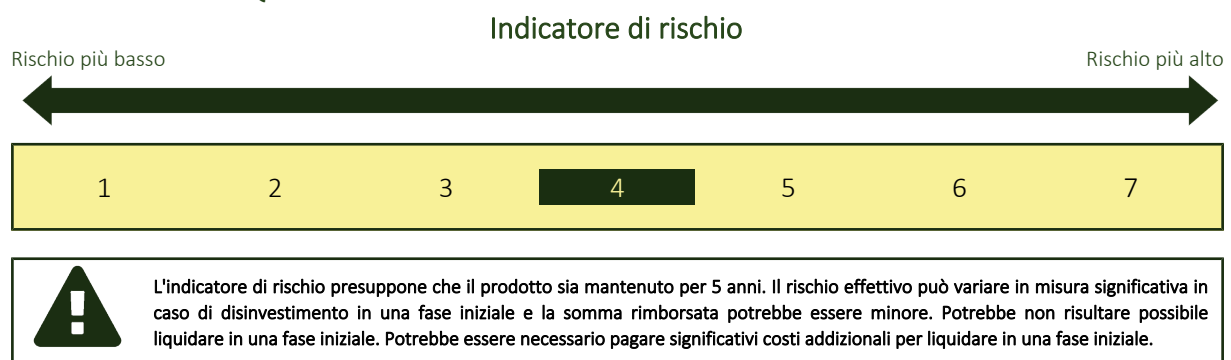 Indicatore di rischio
Rischio più basso
Rischio più alto
1 2 3 4 5 6 7
L'indicatore di rischio presuppone che il prodotto sia mantenuto per 5 anni. Il rischio effettivo può variare in misura significativa in
caso di disinvestimento in una fase iniziale e la somma rimborsata potrebbe essere minore. Potrebbe non risultare possibile
liquidare in una fase iniziale. Potrebbe essere necessario pagare significativi costi addizionali per liquidare in una fase iniziale.